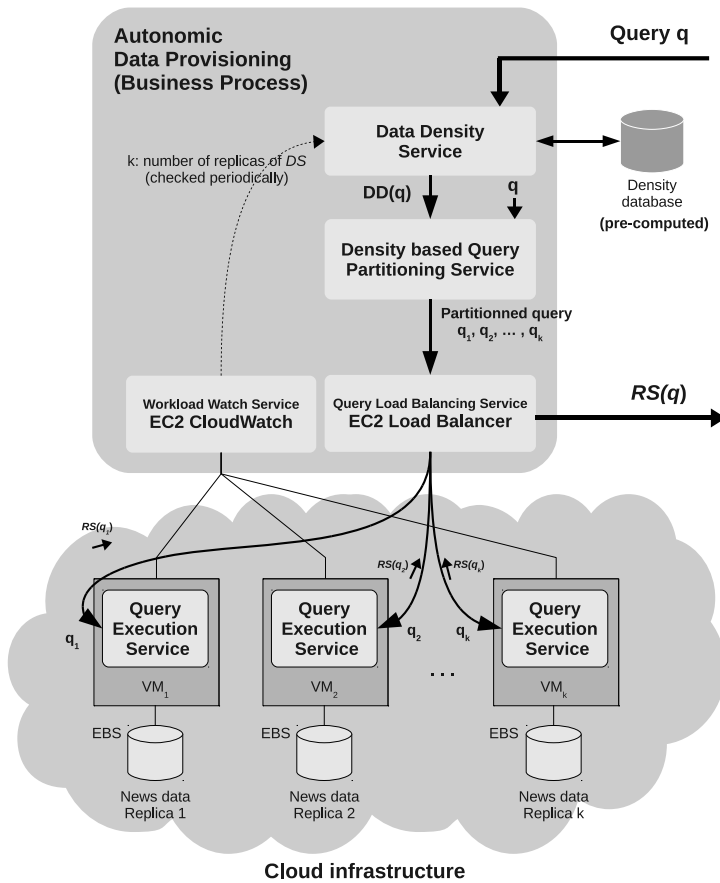 Autonomic
Data Provisioning
(Business Process)
Query q
Data Density
Service
k: number of replicas of DS
(checked periodically)
DD(q)
q
Density
database
(pre-computed)
Density based Query
Partitioning Service
Partitionned query
q1, q2, ... , qk
Workload Watch Service
EC2 CloudWatch
Query Load Balancing Service
EC2 Load Balancer
RS(q)
RS(q1)
RS(q2)
RS(qk)
Query
Execution
Service
Query
Execution
Service
Query
Execution
Service
q1
q2
qk
...
VM1
VM2
VMk
EBS
EBS
EBS
News data
Replica 1
News data
Replica 2
News data
Replica k
Cloud infrastructure